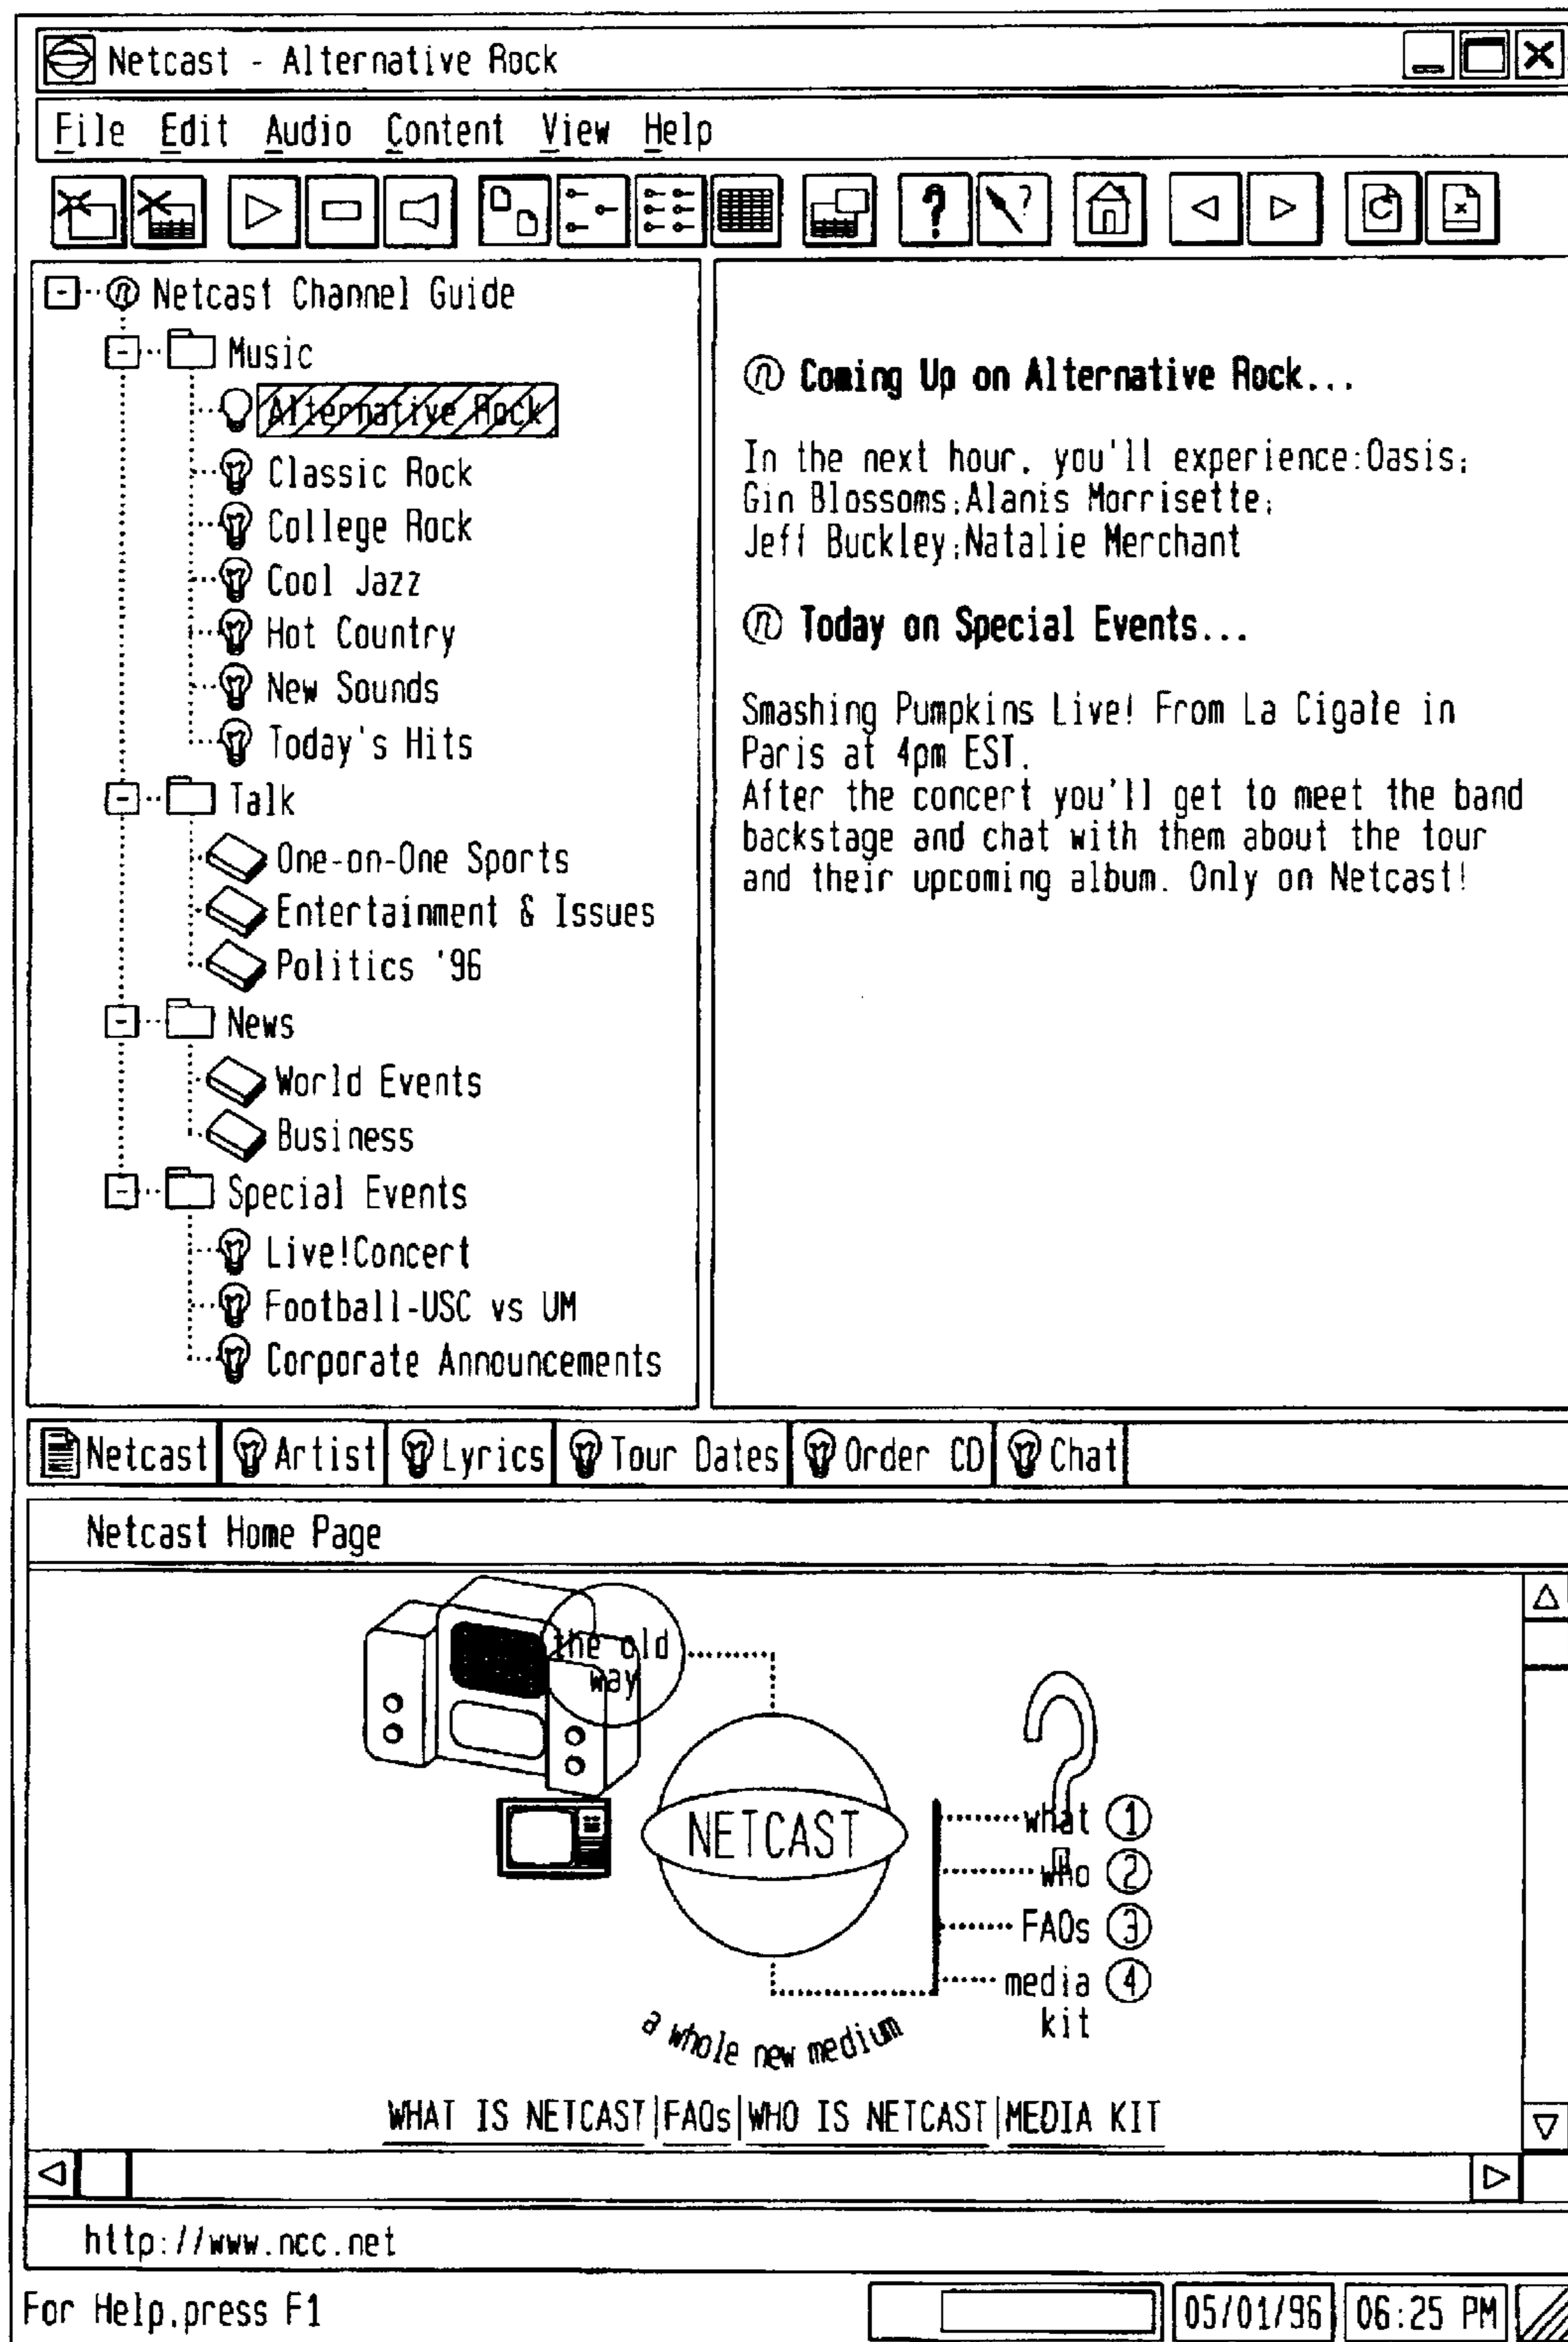 Netcast - Alternative Rock
File Edit Audio Content View Help
Netcast Channel Guide
Music
Alternative Rock
Classic Rock
College Rock
Cool Jazz
Hot Country
New Sounds
Today's Hits
Talk
One-on-One Sports
Entertainment & Issues
Politics '96
News
World Events
Business
Special Events
Live!Concert
Football-USC vs UM
Corporate Announcements
Coming Up on Alternative Rock...
In the next hour, you'll experience:Oasis;
Gin Blossoms;Alanis Morrisette;
Jeff Buckley;Natalie Merchant
Today on Special Events...
Smashing Pumpkins Live! From La Cigale in
Paris at 4pm EST.
After the concert you'll get to meet the band
backstage and chat with them about the tour
and their upcoming album. Only on Netcast!
Netcast Artist Lyrics Tour Dates Order CD Chat
Netcast Home Page
the old
way
NETCAST
what 1
who 2
FAQs 3
media 4
kit
a whole new medium
WHAT IS NETCAST|FAQs|WHO IS NETCAST|MEDIA KIT
http://www.ncc.net
For Help,press F1 05/01/96 06:25 PM